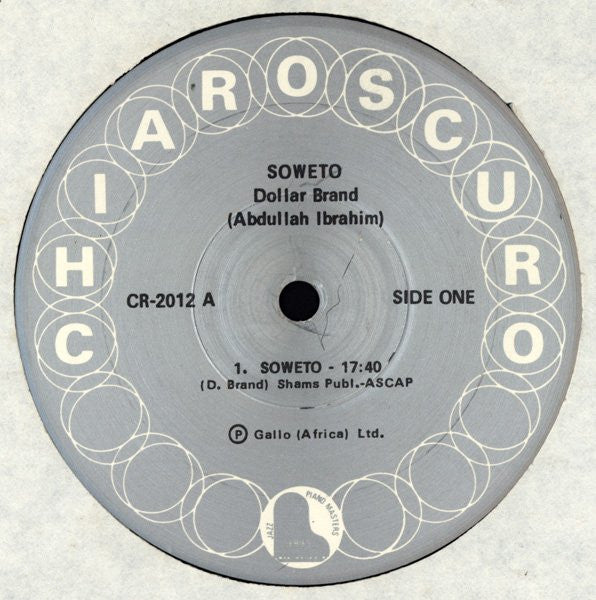 CHIAROSCURO
SOWETO
Dollar Brand
(Abdullah Ibrahim)
CR-2012 A
SIDE ONE
1. SOWETO - 17:40
(D. Brand) Shams Publ.-ASCAP
Ⓟ Gallo (Africa) Ltd.
JAZZ PIANO MASTERS